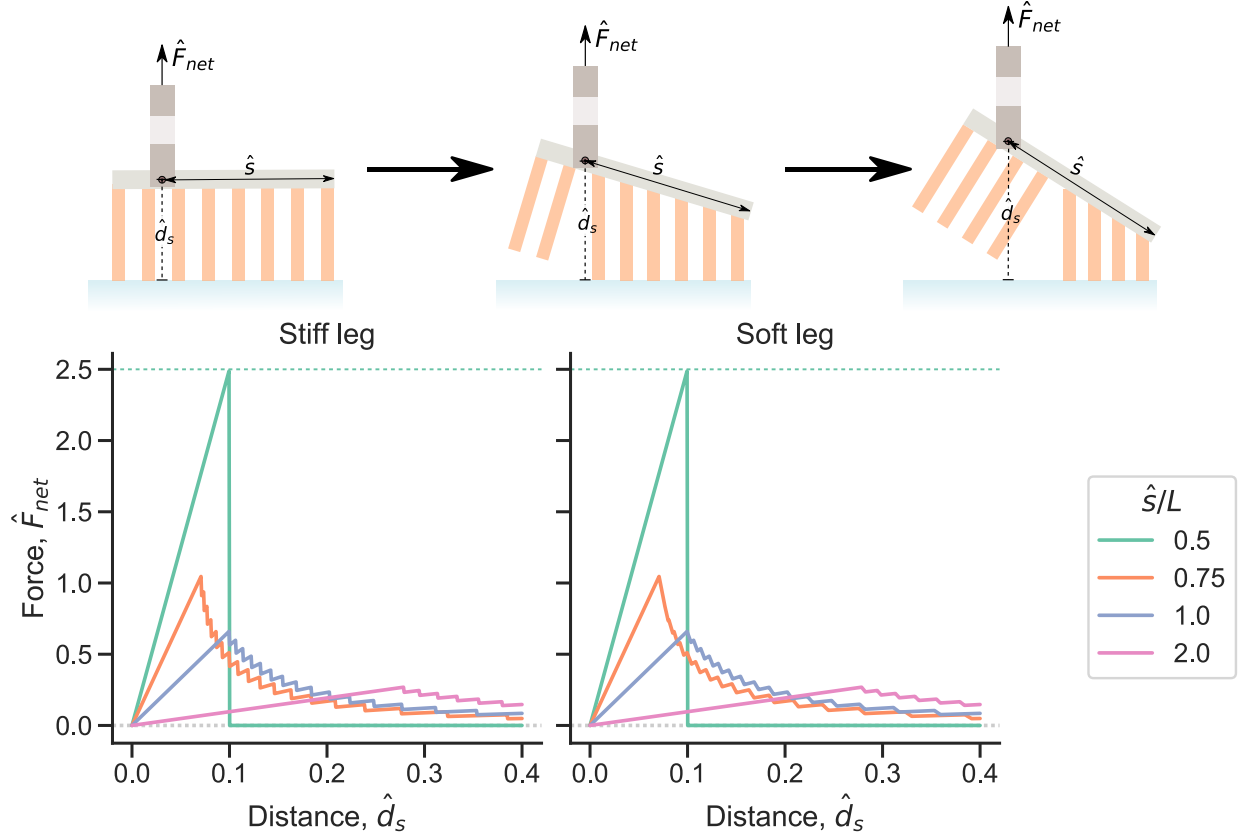 F̂net F̂net F̂net
ŝ ŝ ŝ
d̂s d̂s d̂s
Stiff leg Soft leg
2.5
2.0
1.5
1.0
0.5
0.0
Force, F̂net
0.0 0.1 0.2 0.3 0.4 0.0 0.1 0.2 0.3 0.4
Distance, d̂s Distance, d̂s
ŝ/L
0.5
0.75
1.0
2.0